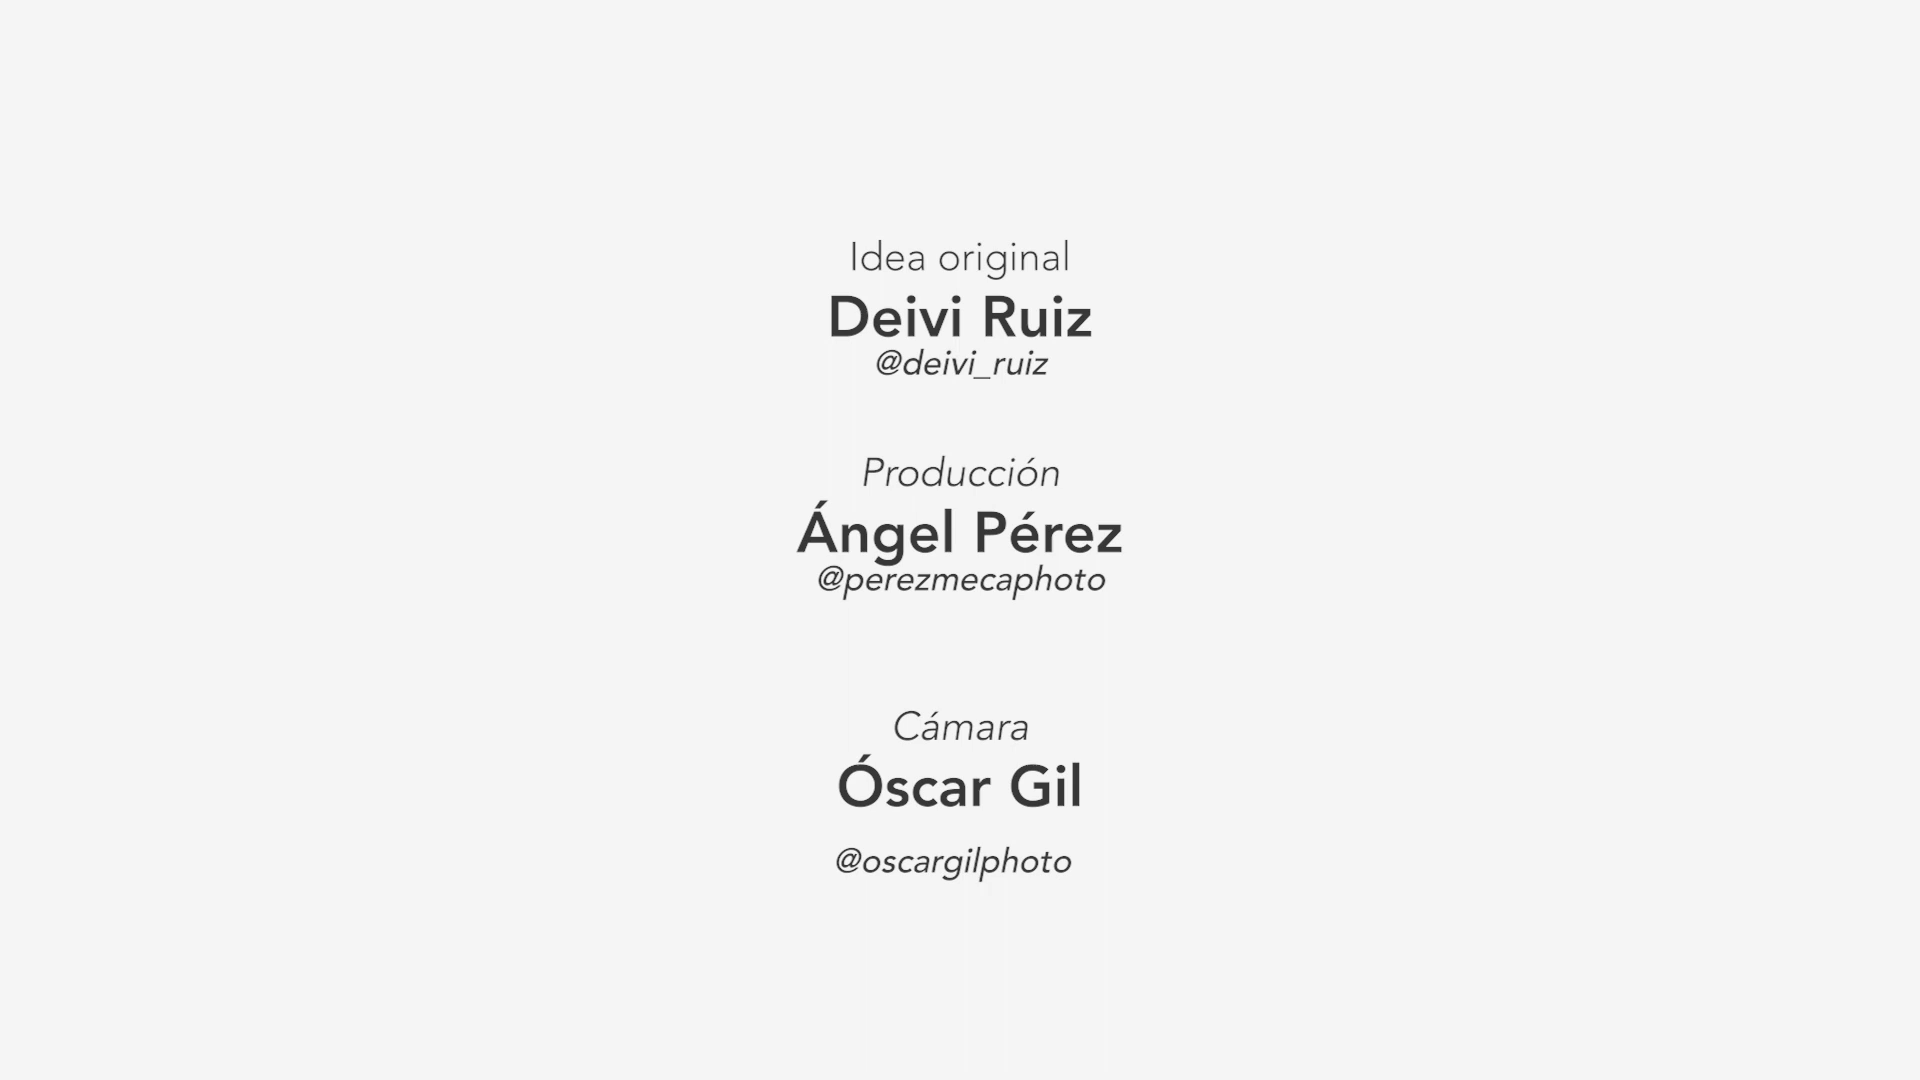 Idea original
Deivi Ruiz
@deivi_ruiz
Producción
Ángel Pérez
@perezmecaphoto
Cámara
Óscar Gil
@oscargilphoto